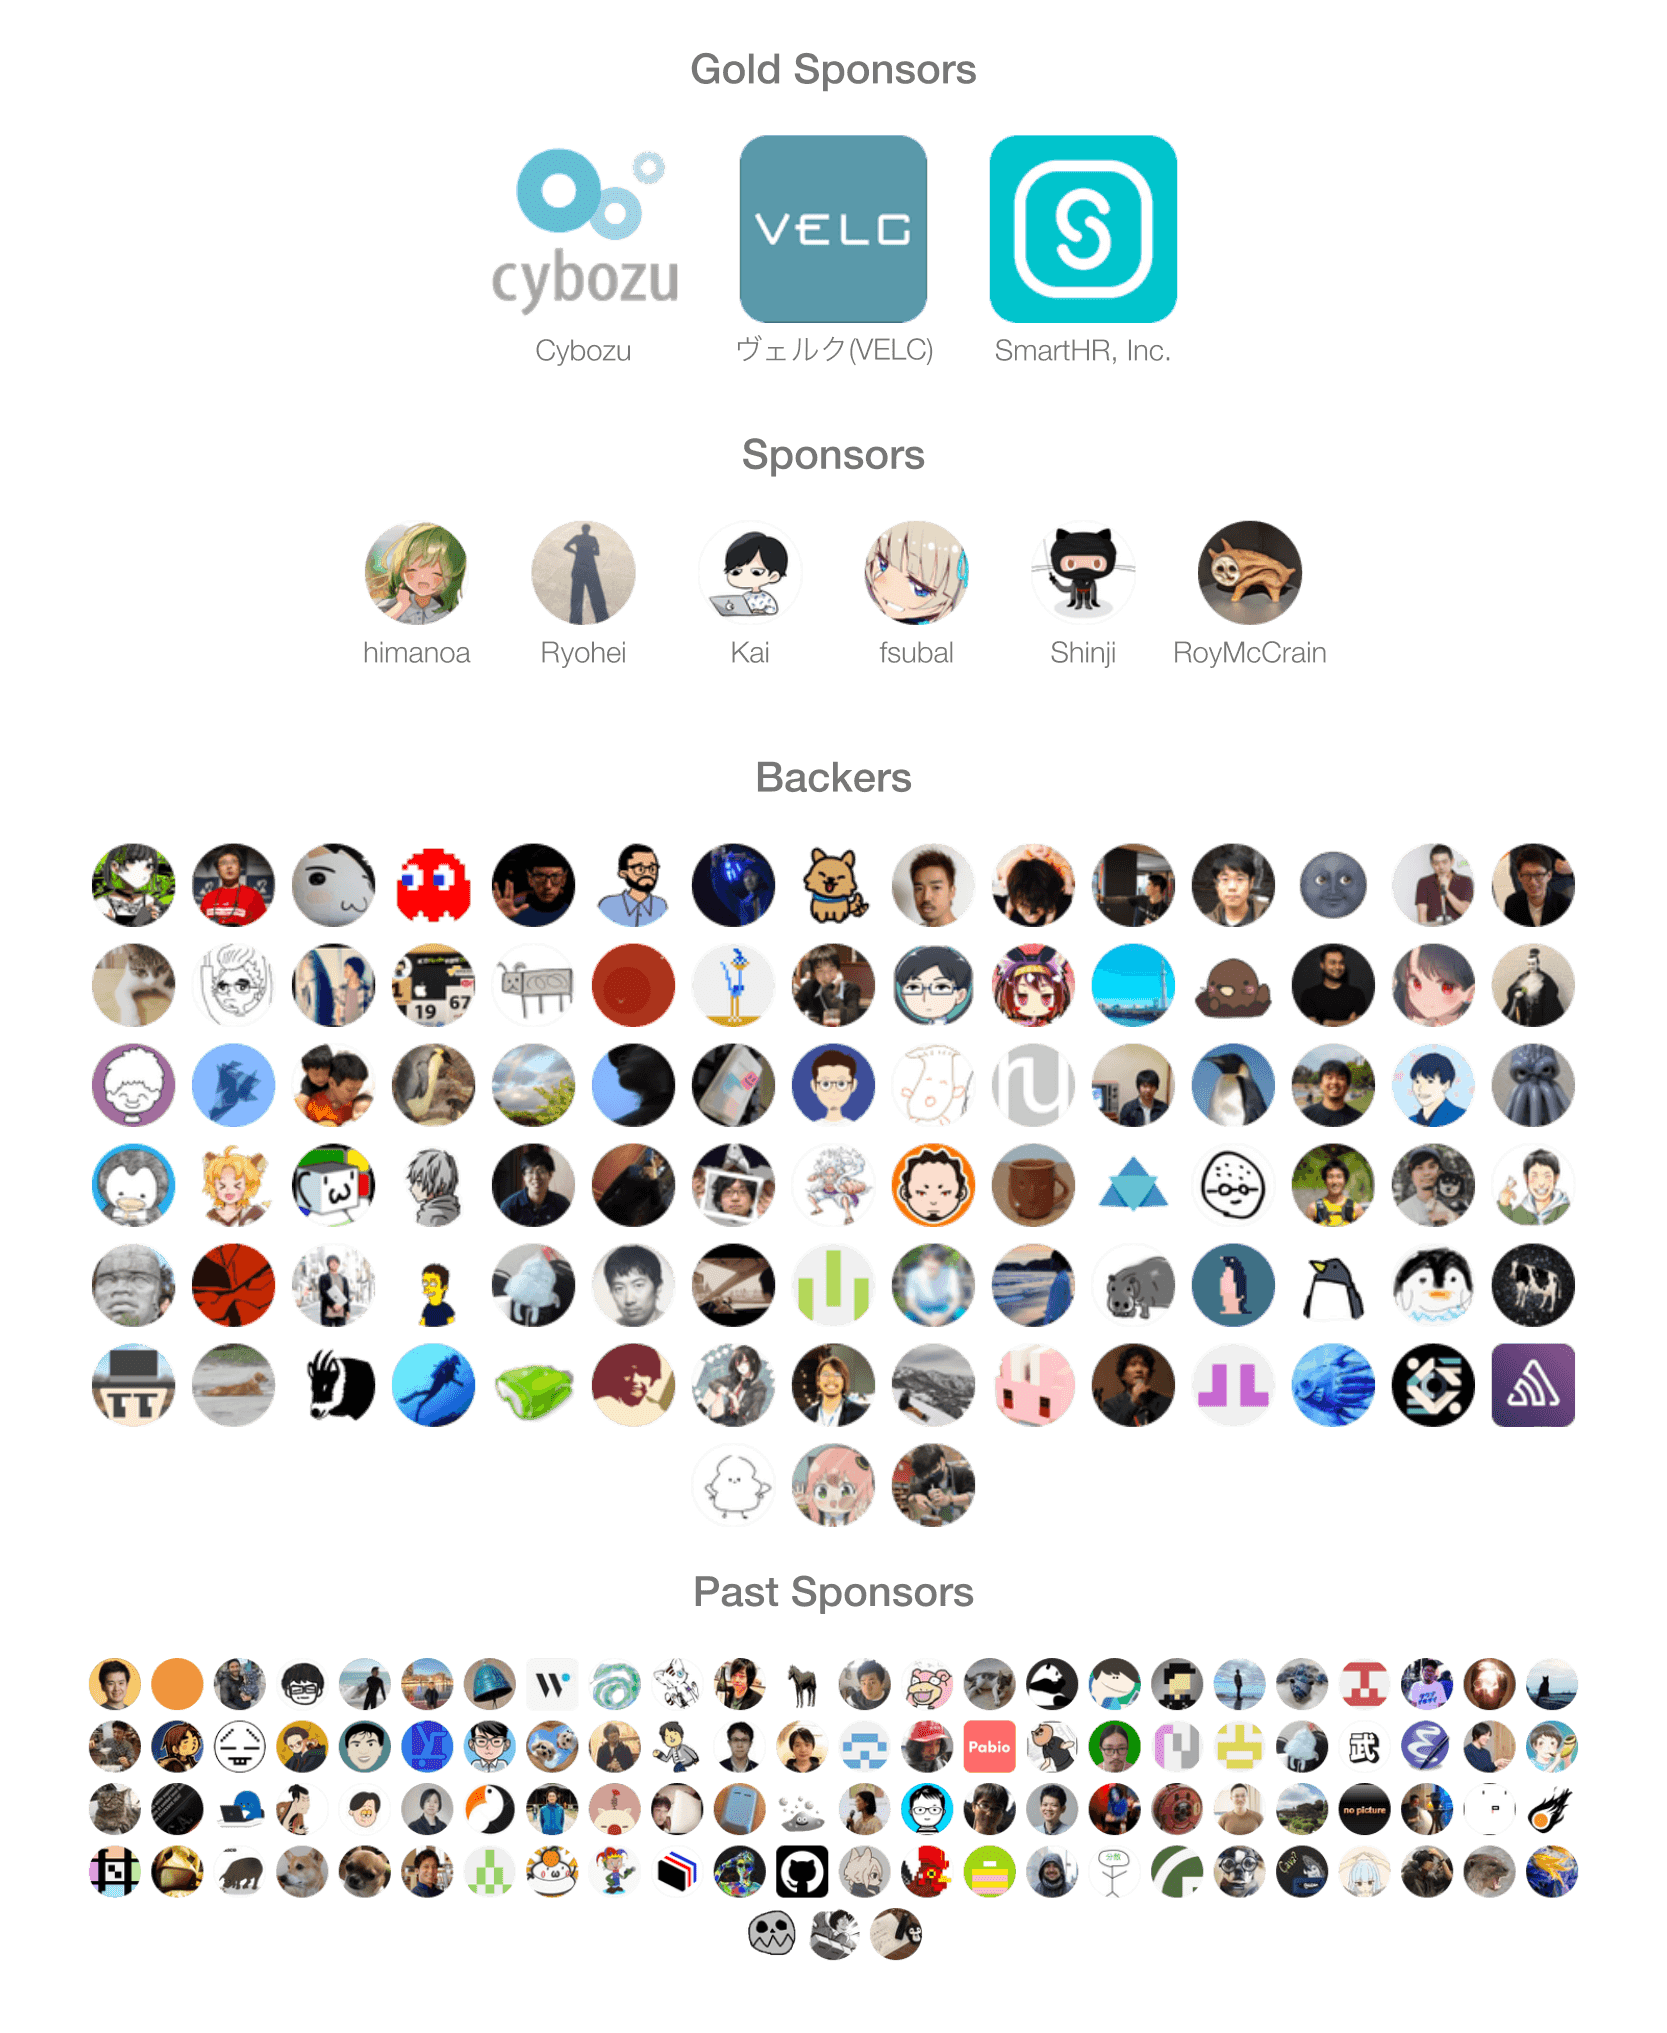 Gold Sponsors
cybozu
VELC
S
Cybozu
ヴェルク(VELC)
SmartHR, Inc.
Sponsors
himanoa
Ryohei
Kai
fsubal
Shinji
RoyMcCrain
Backers
19
67
Past Sponsors
Pabio
武
no picture